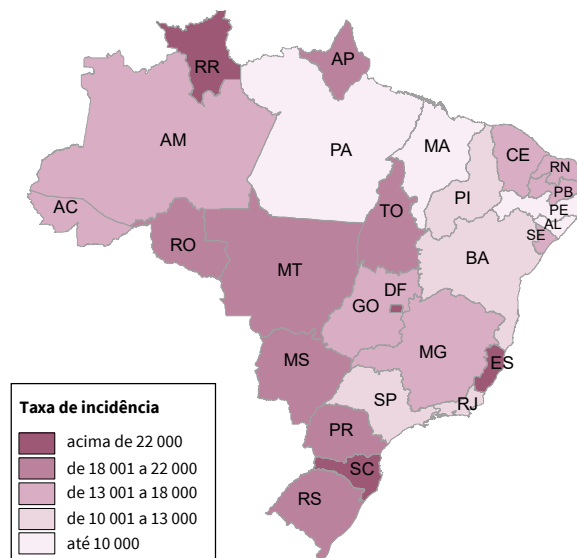 RR
AP
AM
PA
MA
CE
RN
PB
PE
AL
SE
PI
AC
TO
RO
BA
MT
DF
GO
MG
ES
MS
SP
RJ
PR
SC
RS
Taxa de incidência
acima de 22 000
de 18 001 a 22 000
de 13 001 a 18 000
de 10 001 a 13 000
até 10 000